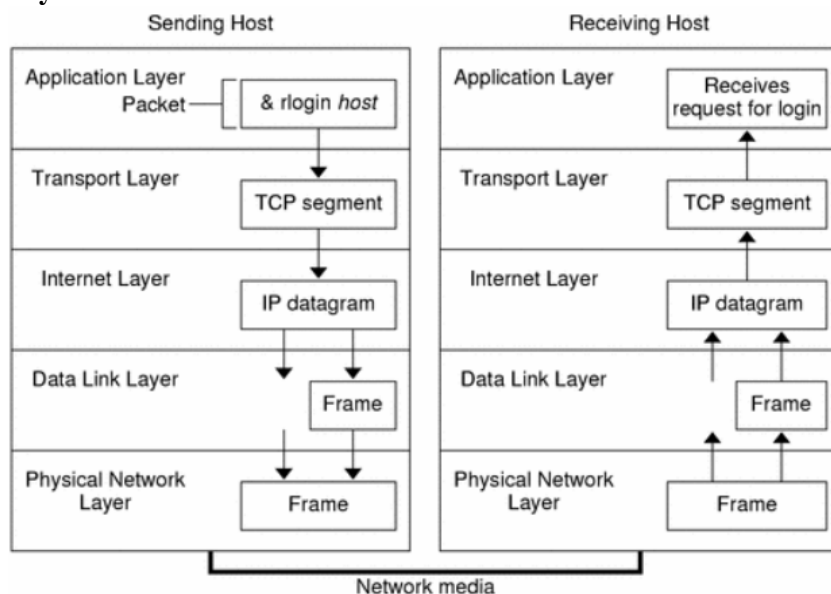 Sending Host
Receiving Host
Application Layer
Packet
& rlogin host
Application Layer
Receives
request for login
Transport Layer
TCP segment
Transport Layer
TCP segment
Internet Layer
IP datagram
Internet Layer
IP datagram
Data Link Layer
Frame
Data Link Layer
Frame
Physical Network
Layer
Frame
Physical Network
Layer
Frame
Network media